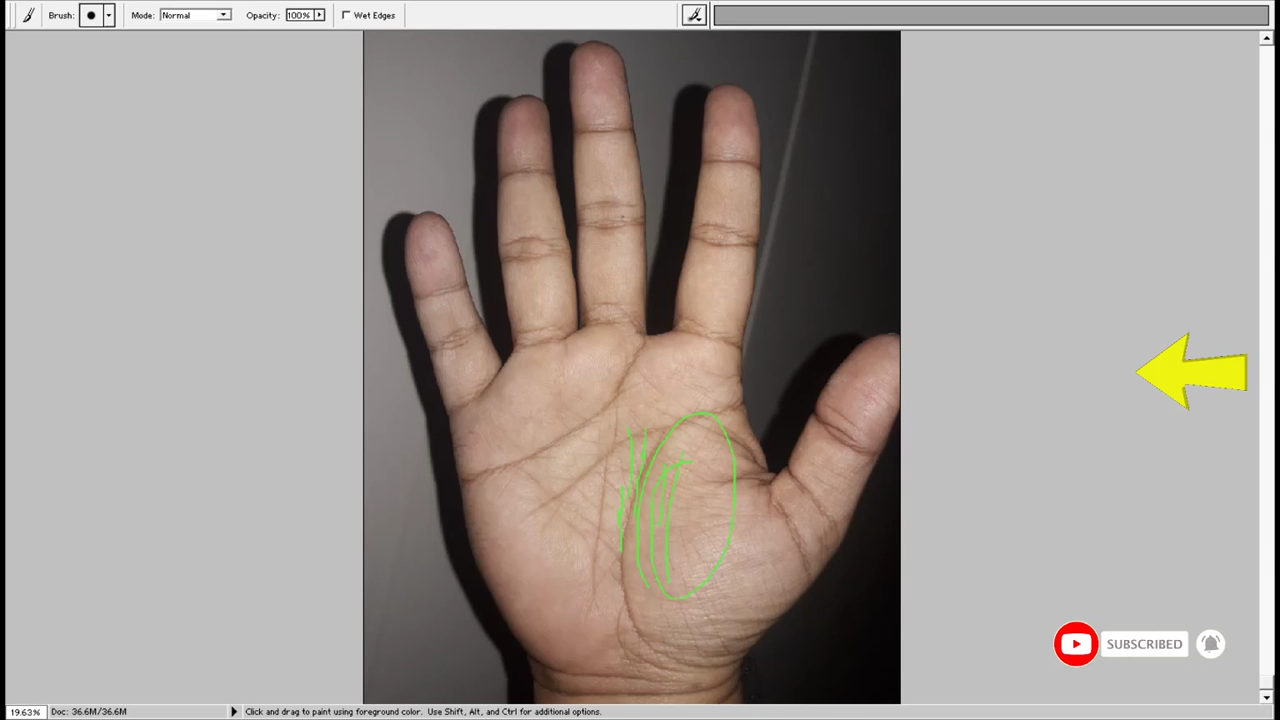 Brush: Mode: Normal Opacity: 100% Wet Edges
SUBSCRIBED
19.63% Doc: 36.6M/36.6M Click and drag to paint using foreground color. Use Shift, Alt, and Ctrl for additional options.